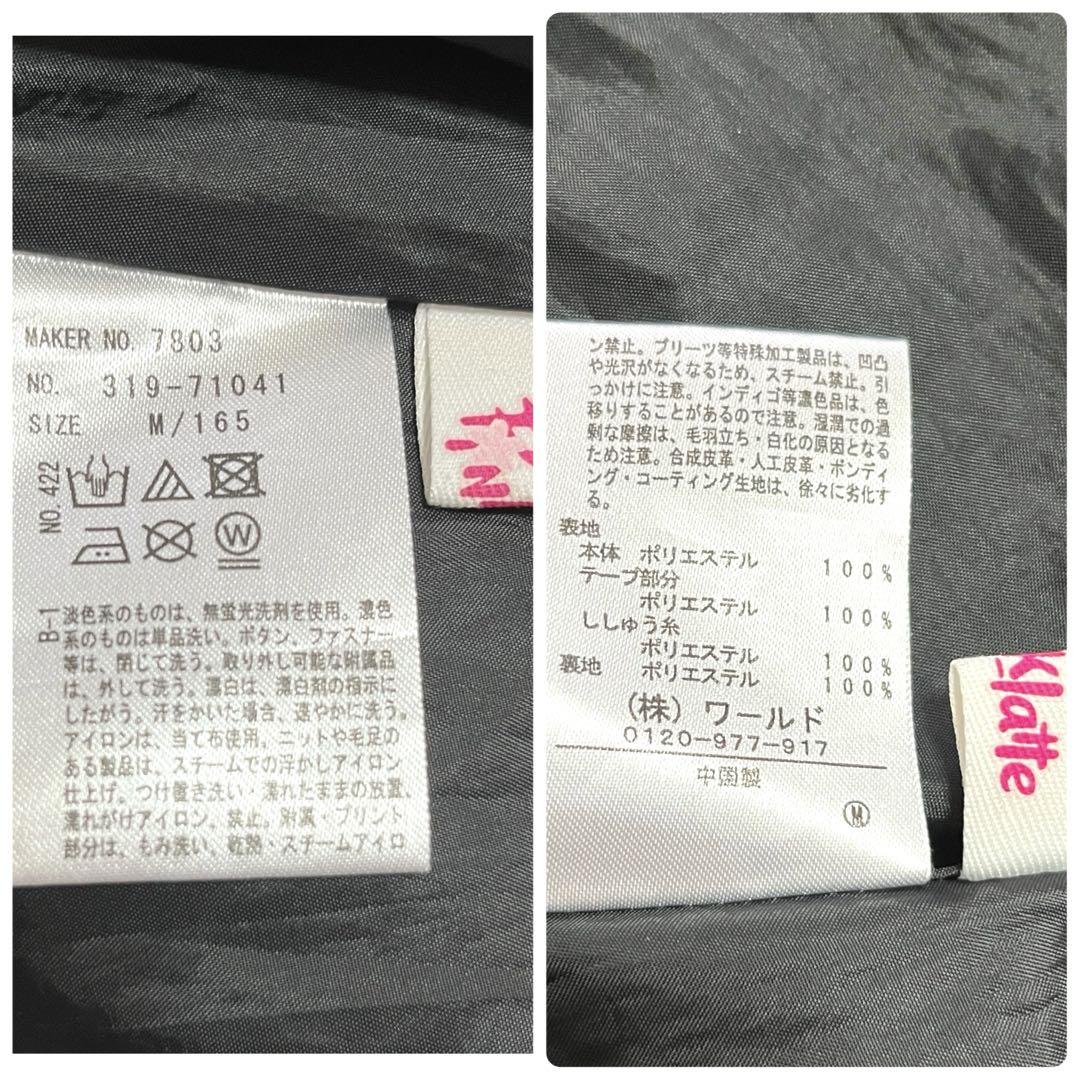 MAKER NO. 7803
NO. 319-71041
SIZE M/165
NO. 422
W
B-1
淡色系のものは、無蛍光洗剤を使用。濃色
系のものは単品洗い。ボタン、ファスナー
等は、閉じて洗う。取り外し可能な附属品
は、外して洗う。漂白は、漂白剤の指示に
したがう。汗をかいた場合、速やかに洗う。
アイロンは、当て布使用。ニットや毛足の
ある製品は、スチームでの浮かしアイロン
仕上げ。つけ置き洗い・濡れたままの放置、
濡れがけアイロン、禁止。附濃・プリント
部分は、もみ洗い、乾熱・スチームアイロ
ン禁止。プリーツ等特殊加工製品は、凹凸
や光沢がなくなるため、スチーム禁止。引
っかけに注意。インディゴ等濃色品は、色
移りすることがあるので注意。湿潤での過
剰な摩擦は、毛羽立ち・白化の原因となる
ため注意。合成皮革・人工皮革・ボンディ
ング・コーティング生地は、徐々に劣化す
る。
表地
本体 ポリエステル 100%
テープ部分
ポリエステル 100%
ししゅう糸
ポリエステル 100%
裏地 ポリエステル 100%
(株) ワールド
0120-977-917
中国製
M
klatte